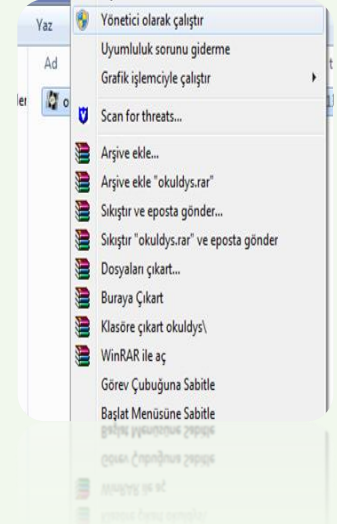 Yönetici olarak çalıştır
Yaz
Uyumluluk sorunu giderme
Ad
Grafik işlemciyle çalıştır
Scan for threats...
Arşive ekle...
Arşive ekle "okuldys.rar"
Sıkıştır ve eposta gönder...
Sıkıştır "okuldys.rar" ve eposta gönder
Dosyaları çıkart...
Buraya Çıkart
Klasöre çıkart okuldys\
WinRAR ile aç
Görev Çubuğuna Sabitle
Başlat Menüsüne Sabitle